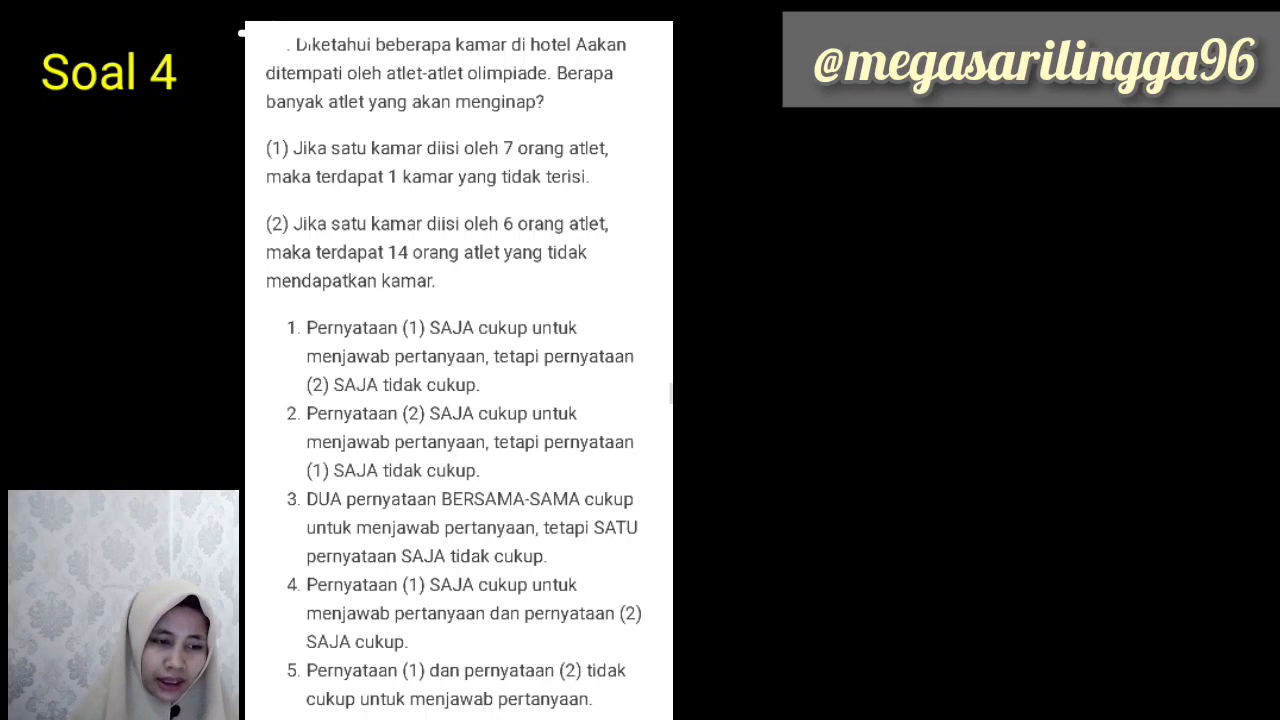 Soal 4
@megasarilingga96
. Diketahui beberapa kamar di hotel Aakan
ditempati oleh atlet-atlet olimpiade. Berapa
banyak atlet yang akan menginap?
(1) Jika satu kamar diisi oleh 7 orang atlet,
maka terdapat 1 kamar yang tidak terisi.
(2) Jika satu kamar diisi oleh 6 orang atlet,
maka terdapat 14 orang atlet yang tidak
mendapatkan kamar.
1. Pernyataan (1) SAJA cukup untuk
menjawab pertanyaan, tetapi pernyataan
(2) SAJA tidak cukup.
2. Pernyataan (2) SAJA cukup untuk
menjawab pertanyaan, tetapi pernyataan
(1) SAJA tidak cukup.
3. DUA pernyataan BERSAMA-SAMA cukup
untuk menjawab pertanyaan, tetapi SATU
pernyataan SAJA tidak cukup.
4. Pernyataan (1) SAJA cukup untuk
menjawab pertanyaan dan pernyataan (2)
SAJA cukup.
5. Pernyataan (1) dan pernyataan (2) tidak
cukup untuk menjawab pertanyaan.